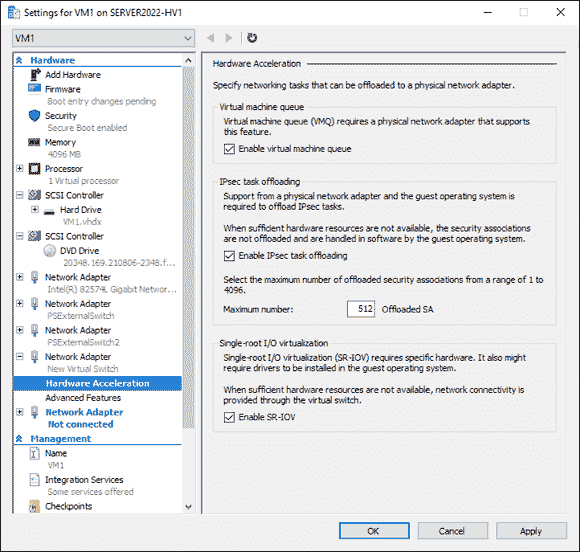 Settings for VM1 on SERVER2022-HV1
VM1
Hardware
Add Hardware
Firmware
Boot entry changes pending
Security
Secure Boot enabled
Memory
4096 MB
Processor
1 Virtual processor
SCSI Controller
Hard Drive
VM1.vhdx
SCSI Controller
DVD Drive
20348.169.210806-2348.f...
Network Adapter
Intel(R) 82574L Gigabit Networ...
Network Adapter
PSExternalSwitch
Network Adapter
PSExternalSwitch2
Network Adapter
New Virtual Switch
Hardware Acceleration
Advanced Features
Network Adapter
Not connected
Management
Name
VM1
Integration Services
Some services offered
Checkpoints
Hardware Acceleration
Specify networking tasks that can be offloaded to a physical network adapter.
Virtual machine queue
Virtual machine queue (VMQ) requires a physical network adapter that supports
this feature.
Enable virtual machine queue
IPsec task offloading
Support from a physical network adapter and the guest operating system is
required to offload IPsec tasks.
When sufficient hardware resources are not available, the security associations
are not offloaded and are handled in software by the guest operating system.
Enable IPsec task offloading
Select the maximum number of offloaded security associations from a range of 1 to
4096.
Maximum number: 512 Offloaded SA
Single-root I/O virtualization
Single-root I/O virtualization (SR-IOV) requires specific hardware. It also might
require drivers to be installed in the guest operating system.
When sufficient hardware resources are not available, network connectivity is
provided through the virtual switch.
Enable SR-IOV
OK Cancel Apply